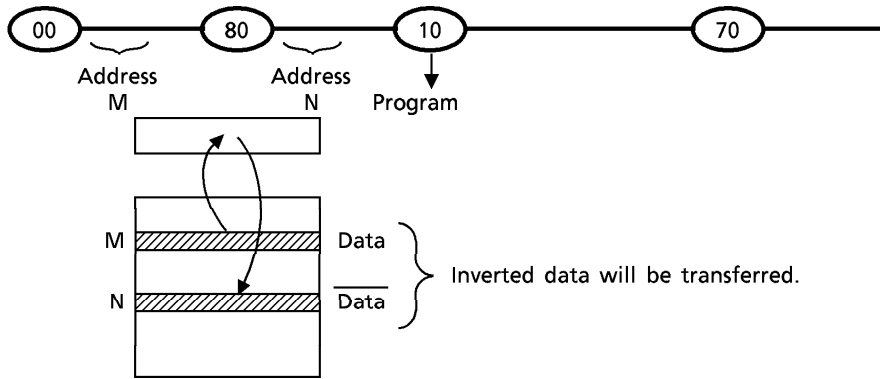 00 80 10 70
Address Address
M N Program
M Data
Inverted data will be transferred.
N Data